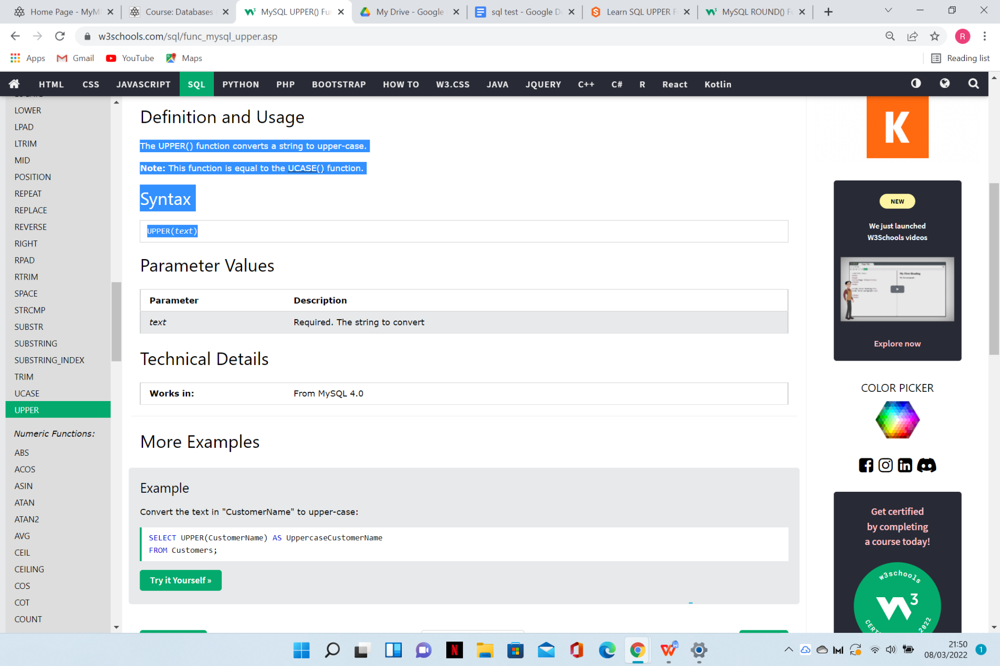 Home Page - MyM
Course: Databases
MySQL UPPER() Fu
My Drive - Google
sql test - Google D
Learn SQL UPPER F
MySQL ROUND() F
w3schools.com/sql/func_mysql_upper.asp
R
Apps
Gmail
YouTube
Maps
Reading list
HTML
CSS
JAVASCRIPT
SQL
PYTHON
PHP
BOOTSTRAP
HOW TO
W3.CSS
JAVA
JQUERY
C++
C#
R
React
Kotlin
LOWER
LPAD
LTRIM
MID
POSITION
REPEAT
REPLACE
REVERSE
RIGHT
RPAD
RTRIM
SPACE
STRCMP
SUBSTR
SUBSTRING
SUBSTRING_INDEX
TRIM
UCASE
UPPER
Numeric Functions:
ABS
ACOS
ASIN
ATAN
ATAN2
AVG
CEIL
CEILING
COS
COT
COUNT
Definition and Usage
The UPPER() function converts a string to upper-case.
Note: This function is equal to the UCASE() function.
Syntax
UPPER(text)
Parameter Values
Parameter Description
text Required. The string to convert
Technical Details
Works in: From MySQL 4.0
More Examples
Example
Convert the text in "CustomerName" to upper-case:
SELECT UPPER(CustomerName) AS UppercaseCustomerName
FROM Customers;
Try it Yourself »
K
NEW
We just launched
W3Schools videos
My First Heading
Explore now
COLOR PICKER
Get certified
by completing
a course today!
w3schools
W3
2022
21:50
08/03/2022
1